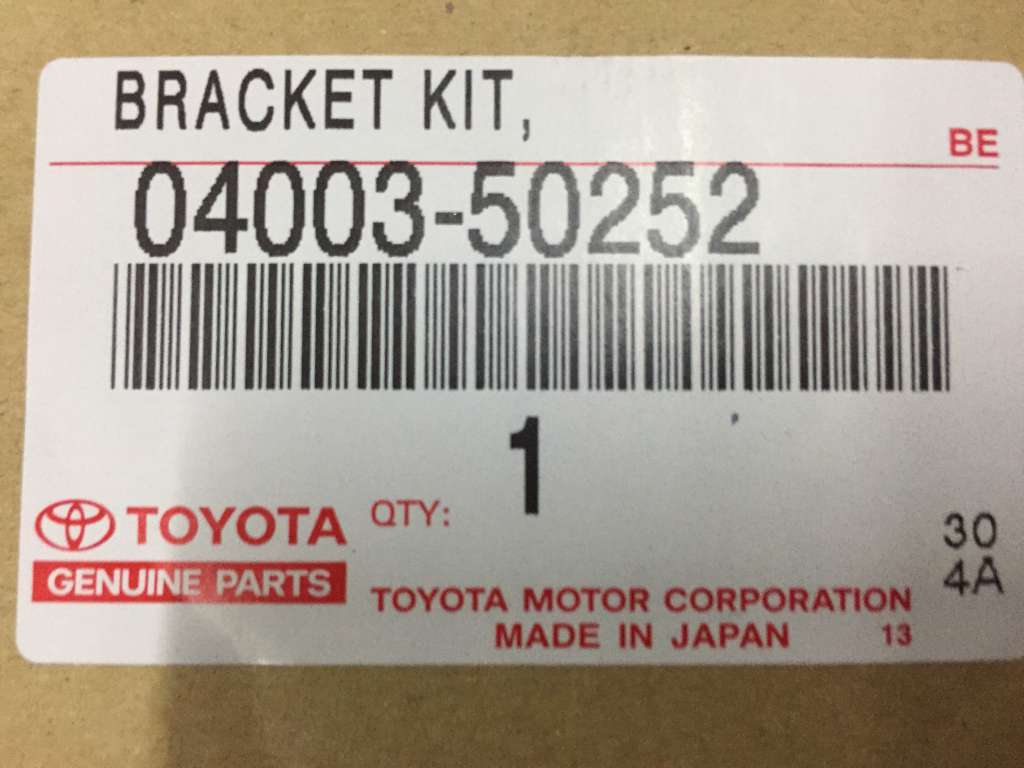 BRACKET KIT,
BE
04003-50252
1
QTY:
TOYOTA
GENUINE PARTS
30
4A
TOYOTA MOTOR CORPORATION
MADE IN JAPAN 13